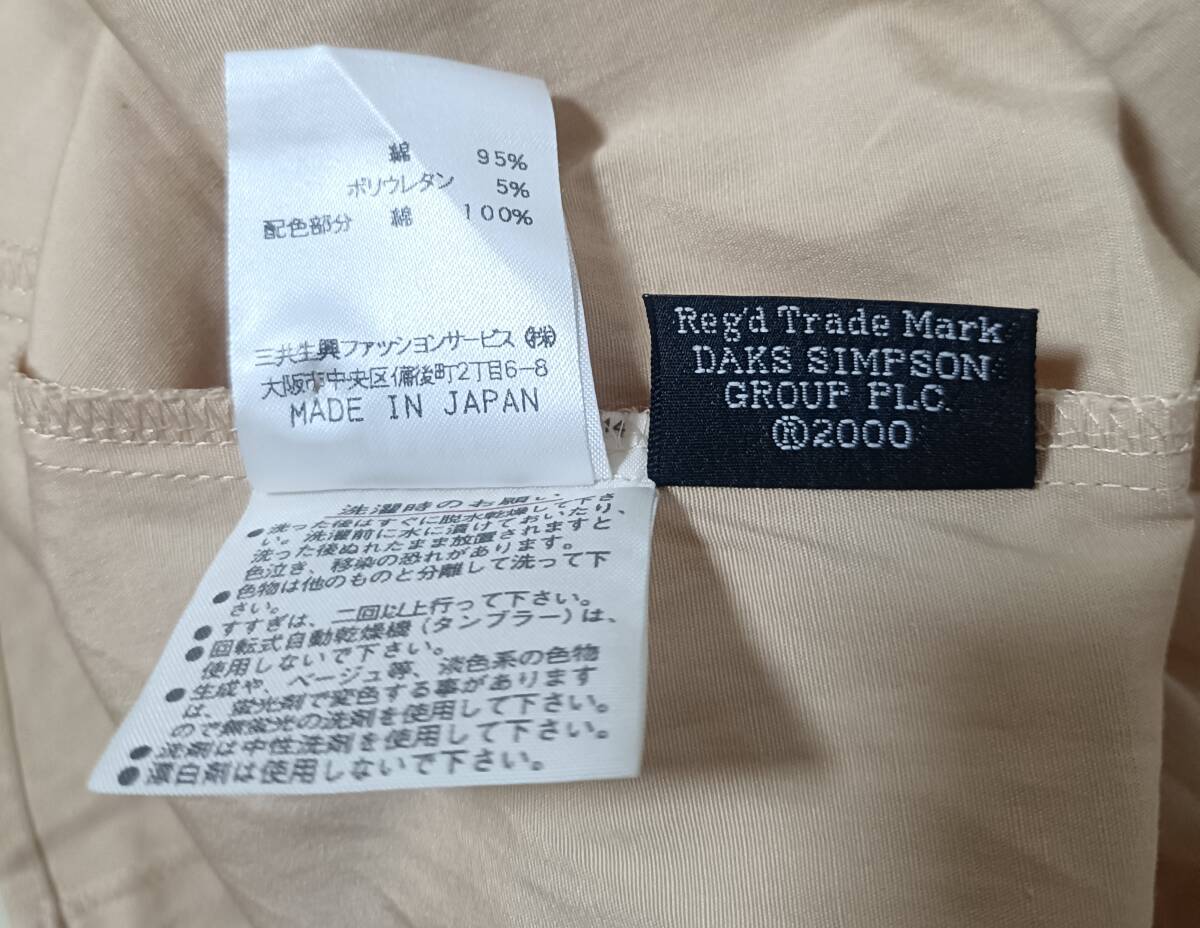 綿 95%
ポリウレタン 5%
配色部分 綿 100%
三共生興ファッションサービス㈱
大阪市中央区備後町2丁目6-8
MADE IN JAPAN
Reg'd Trade Mark
DAKS SIMPSON
GROUP PLC.
®2000
洗濯時のお願い
●洗った後はすぐに脱水乾燥して下さ
い。洗濯前に水に漬けておいたり、
洗った後ぬれたまま放置されますと
色泣き、移染の恐れがあります。
●色物は他のものと分離して洗って下
さい。
●すすぎは、二回以上行って下さい。
●回転式自動乾燥機(タンブラー)は、
使用しないで下さい。
●生成や、ベージュ等、淡色系の色物
は、蛍光剤で変色する事があります
ので無蛍光の洗剤を使用して下さい。
●洗剤は中性洗剤を使用して下さい。
●漂白剤は使用しないで下さい。